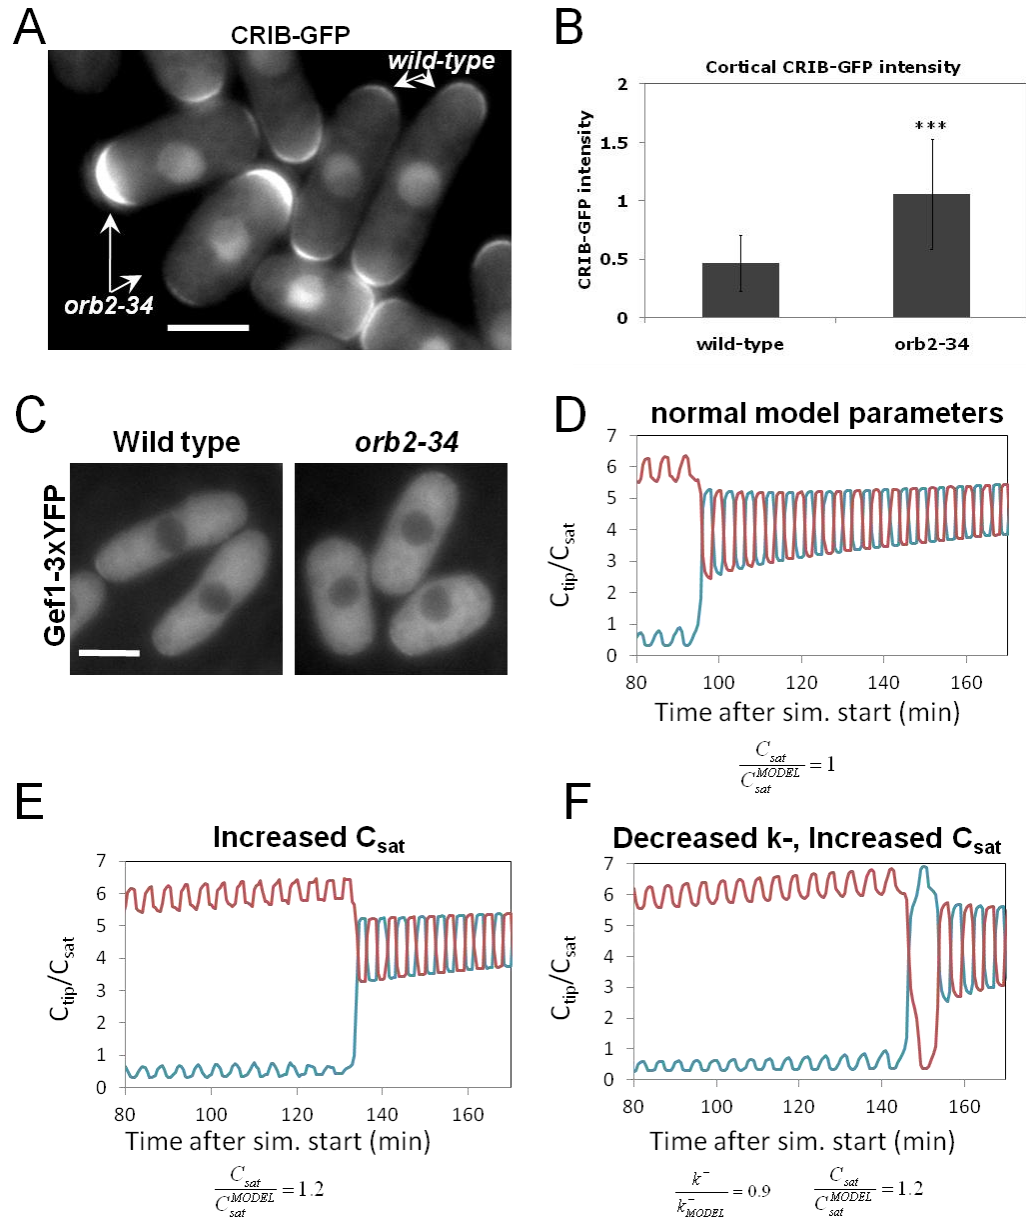 A
CRIB-GFP
wild-type
orb2-34
B
Cortical CRIB-GFP intensity
CRIB-GFP intensity
2
1.5
1
0.5
0
***
wild-type
orb2-34
C
Wild type
orb2-34
Gef1-3xYFP
D
normal model parameters
C_tip/C_sat
7
6
5
4
3
2
1
0
80 100 120 140 160
Time after sim. start (min)
C_sat / C_sat^MODEL = 1
E
Increased C_sat
C_tip/C_sat
7
6
5
4
3
2
1
0
80 100 120 140 160
Time after sim. start (min)
C_sat / C_sat^MODEL = 1.2
F
Decreased k-, Increased C_sat
C_tip/C_sat
7
6
5
4
3
2
1
0
80 100 120 140 160
Time after sim. start (min)
k^- / k^-_MODEL = 0.9 C_sat / C_sat^MODEL = 1.2